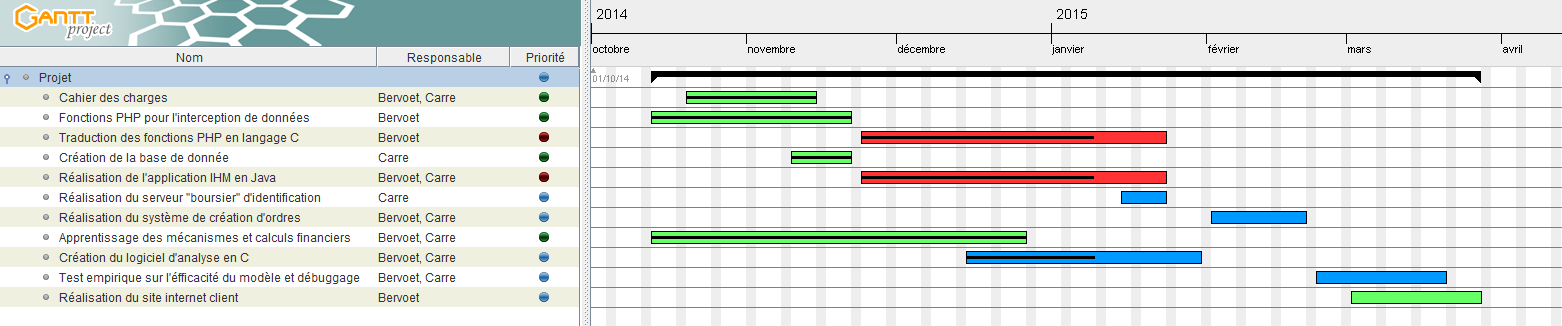 GANTT
project
2014 2015
octobre novembre décembre janvier février mars avril
Nom Responsable Priorité
01/10/14
Projet
Cahier des charges Bervoet, Carre
Fonctions PHP pour l'interception de données Bervoet
Traduction des fonctions PHP en langage C Bervoet
Création de la base de donnée Carre
Réalisation de l'application IHM en Java Bervoet, Carre
Réalisation du serveur "boursier" d'identification Carre
Réalisation du système de création d'ordres Bervoet, Carre
Apprentissage des mécanismes et calculs financiers Bervoet, Carre
Création du logiciel d'analyse en C Bervoet, Carre
Test empirique sur l'éfficacité du modèle et débuggage Bervoet, Carre
Réalisation du site internet client Bervoet